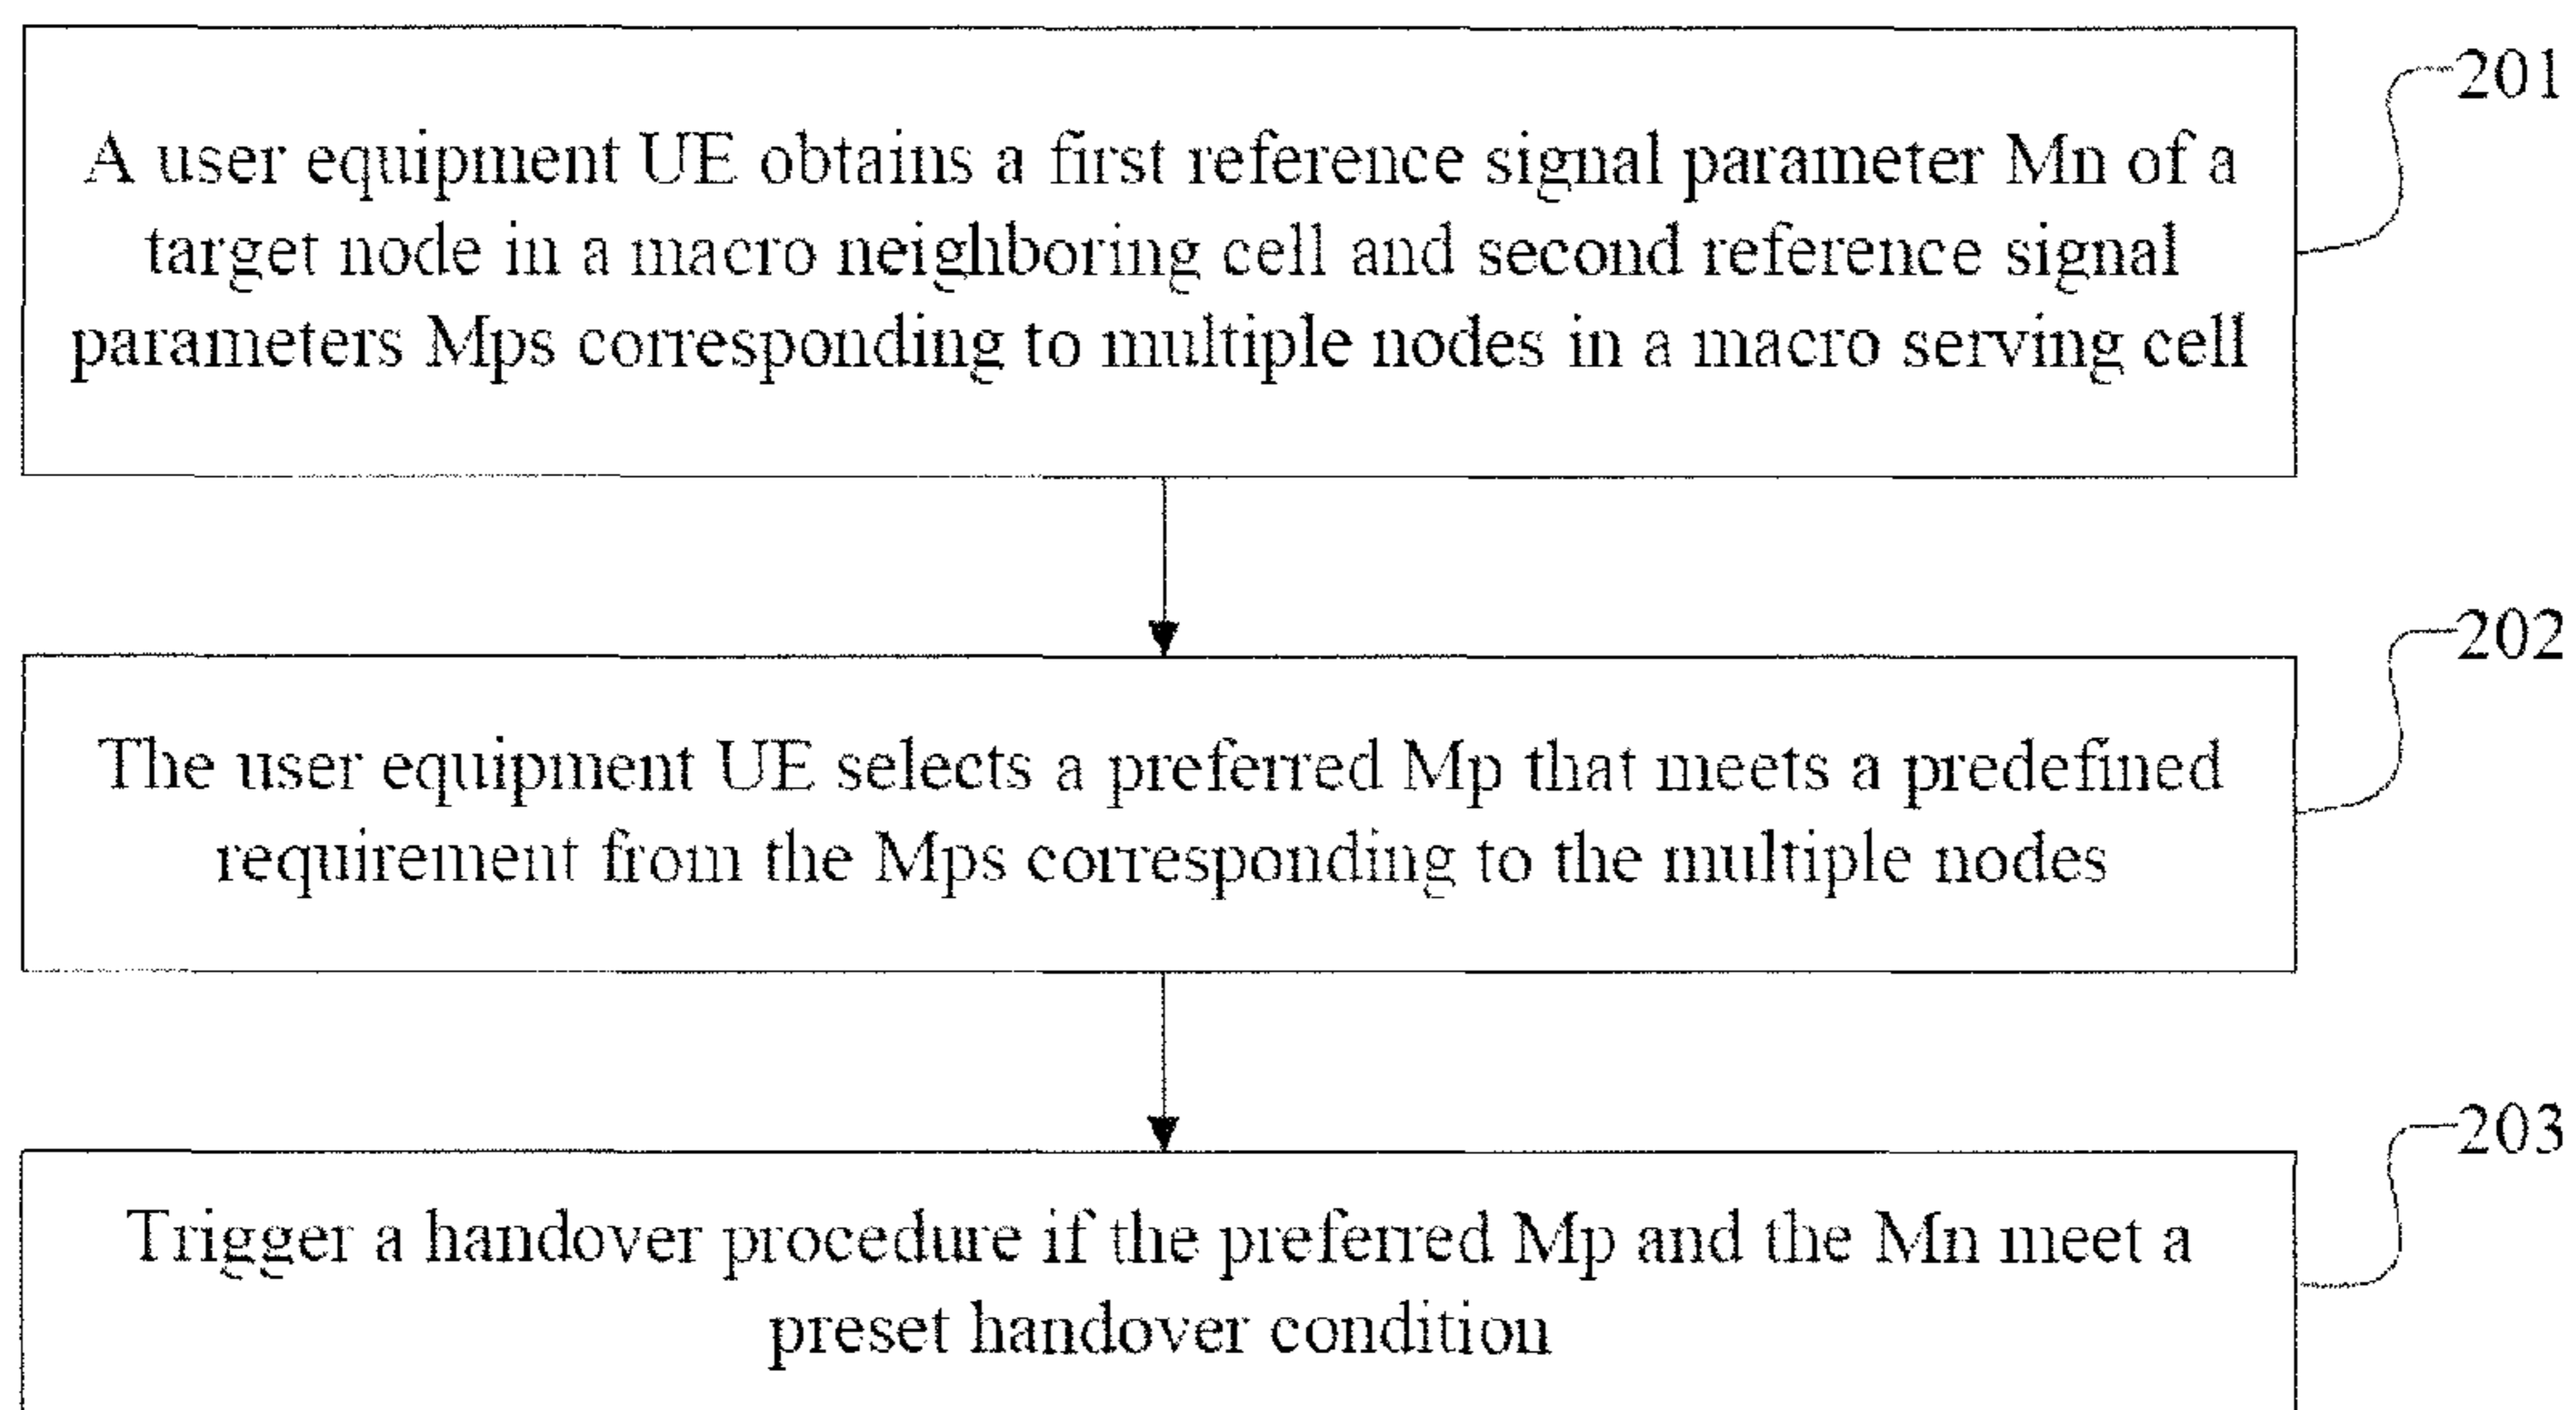 201
A user equipment UE obtains a first reference signal parameter Mn of a
target node in a macro neighboring cell and second reference signal
parameters Mps corresponding to multiple nodes in a macro serving cell
202
The user equipment UE selects a preferred Mp that meets a predefined
requirement from the Mps corresponding to the multiple nodes
203
Trigger a handover procedure if the preferred Mp and the Mn meet a
preset handover condition